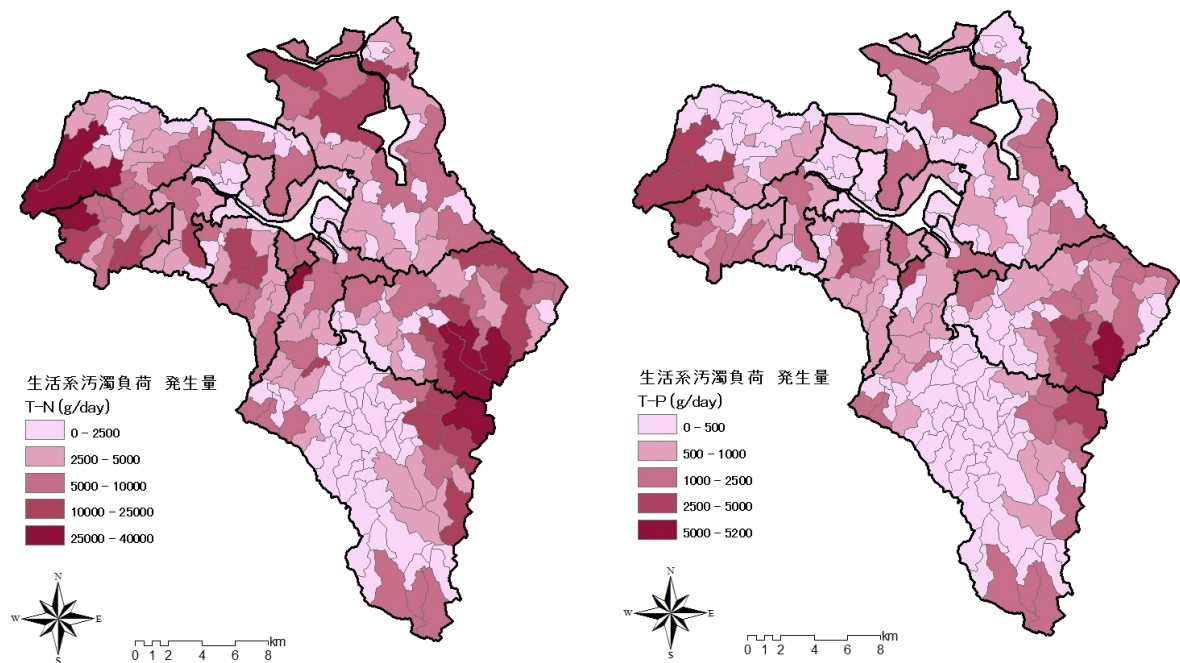 生活系汚濁負荷 発生量
T-N(g/day)
0 - 2500
2500 - 5000
5000 - 10000
10000 - 25000
25000 - 40000
N
W
E
S
km
0 1 2 4 6 8
生活系汚濁負荷 発生量
T-P(g/day)
0 - 500
500 - 1000
1000 - 2500
2500 - 5000
5000 - 5200
N
W
E
S
km
0 1 2 4 6 8